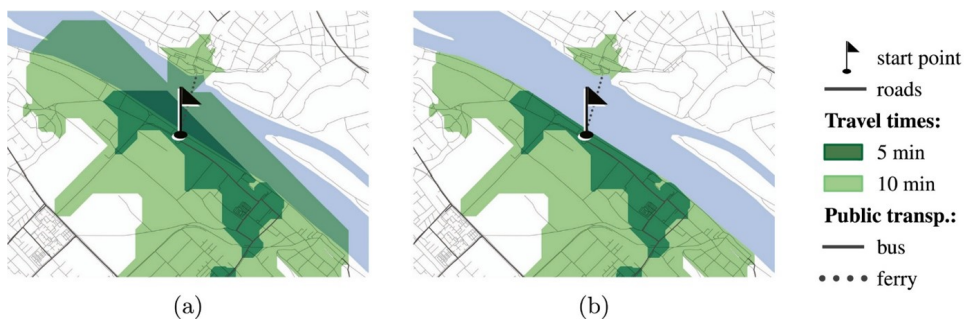 start point
roads
Travel times:
5 min
10 min
Public transp.:
bus
ferry
(a)
(b)